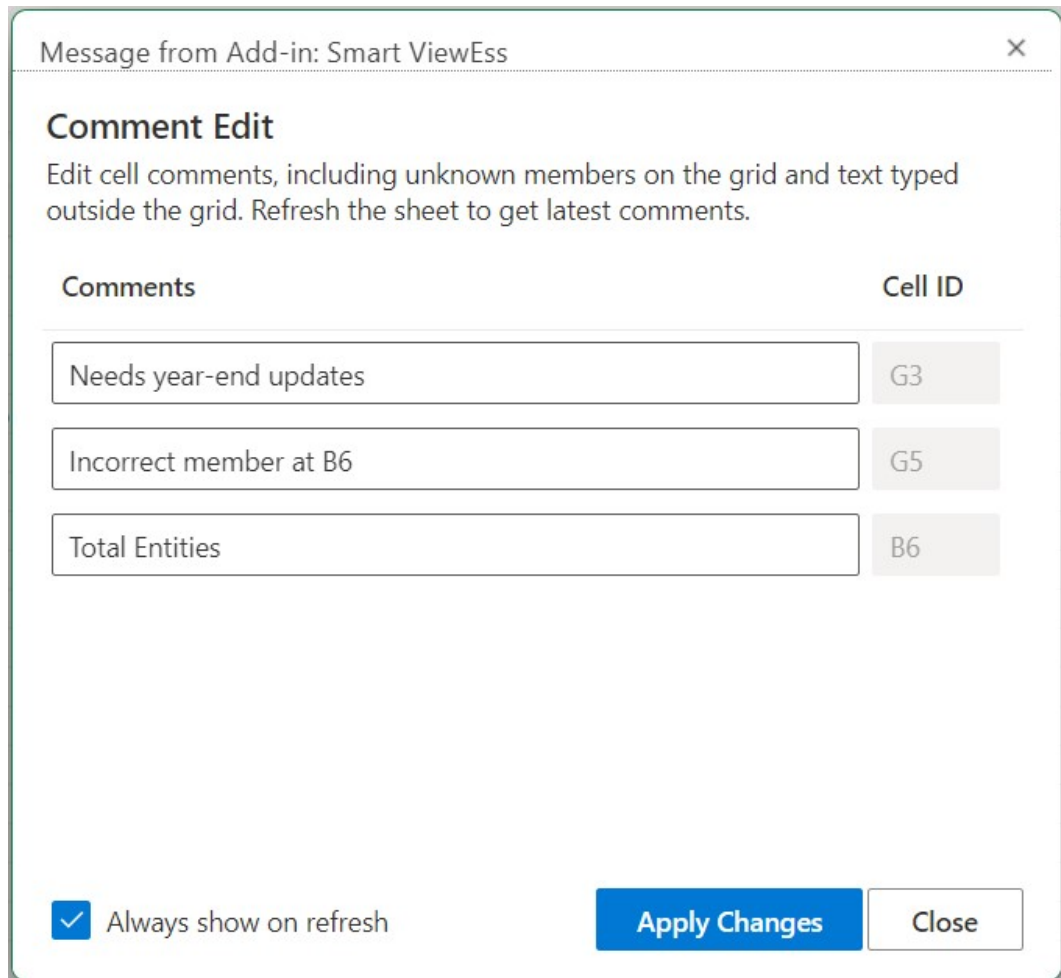 Message from Add-in: Smart ViewEss
Comment Edit
Edit cell comments, including unknown members on the grid and text typed
outside the grid. Refresh the sheet to get latest comments.
Comments Cell ID
Needs year-end updates G3
Incorrect member at B6 G5
Total Entities B6
Always show on refresh Apply Changes Close